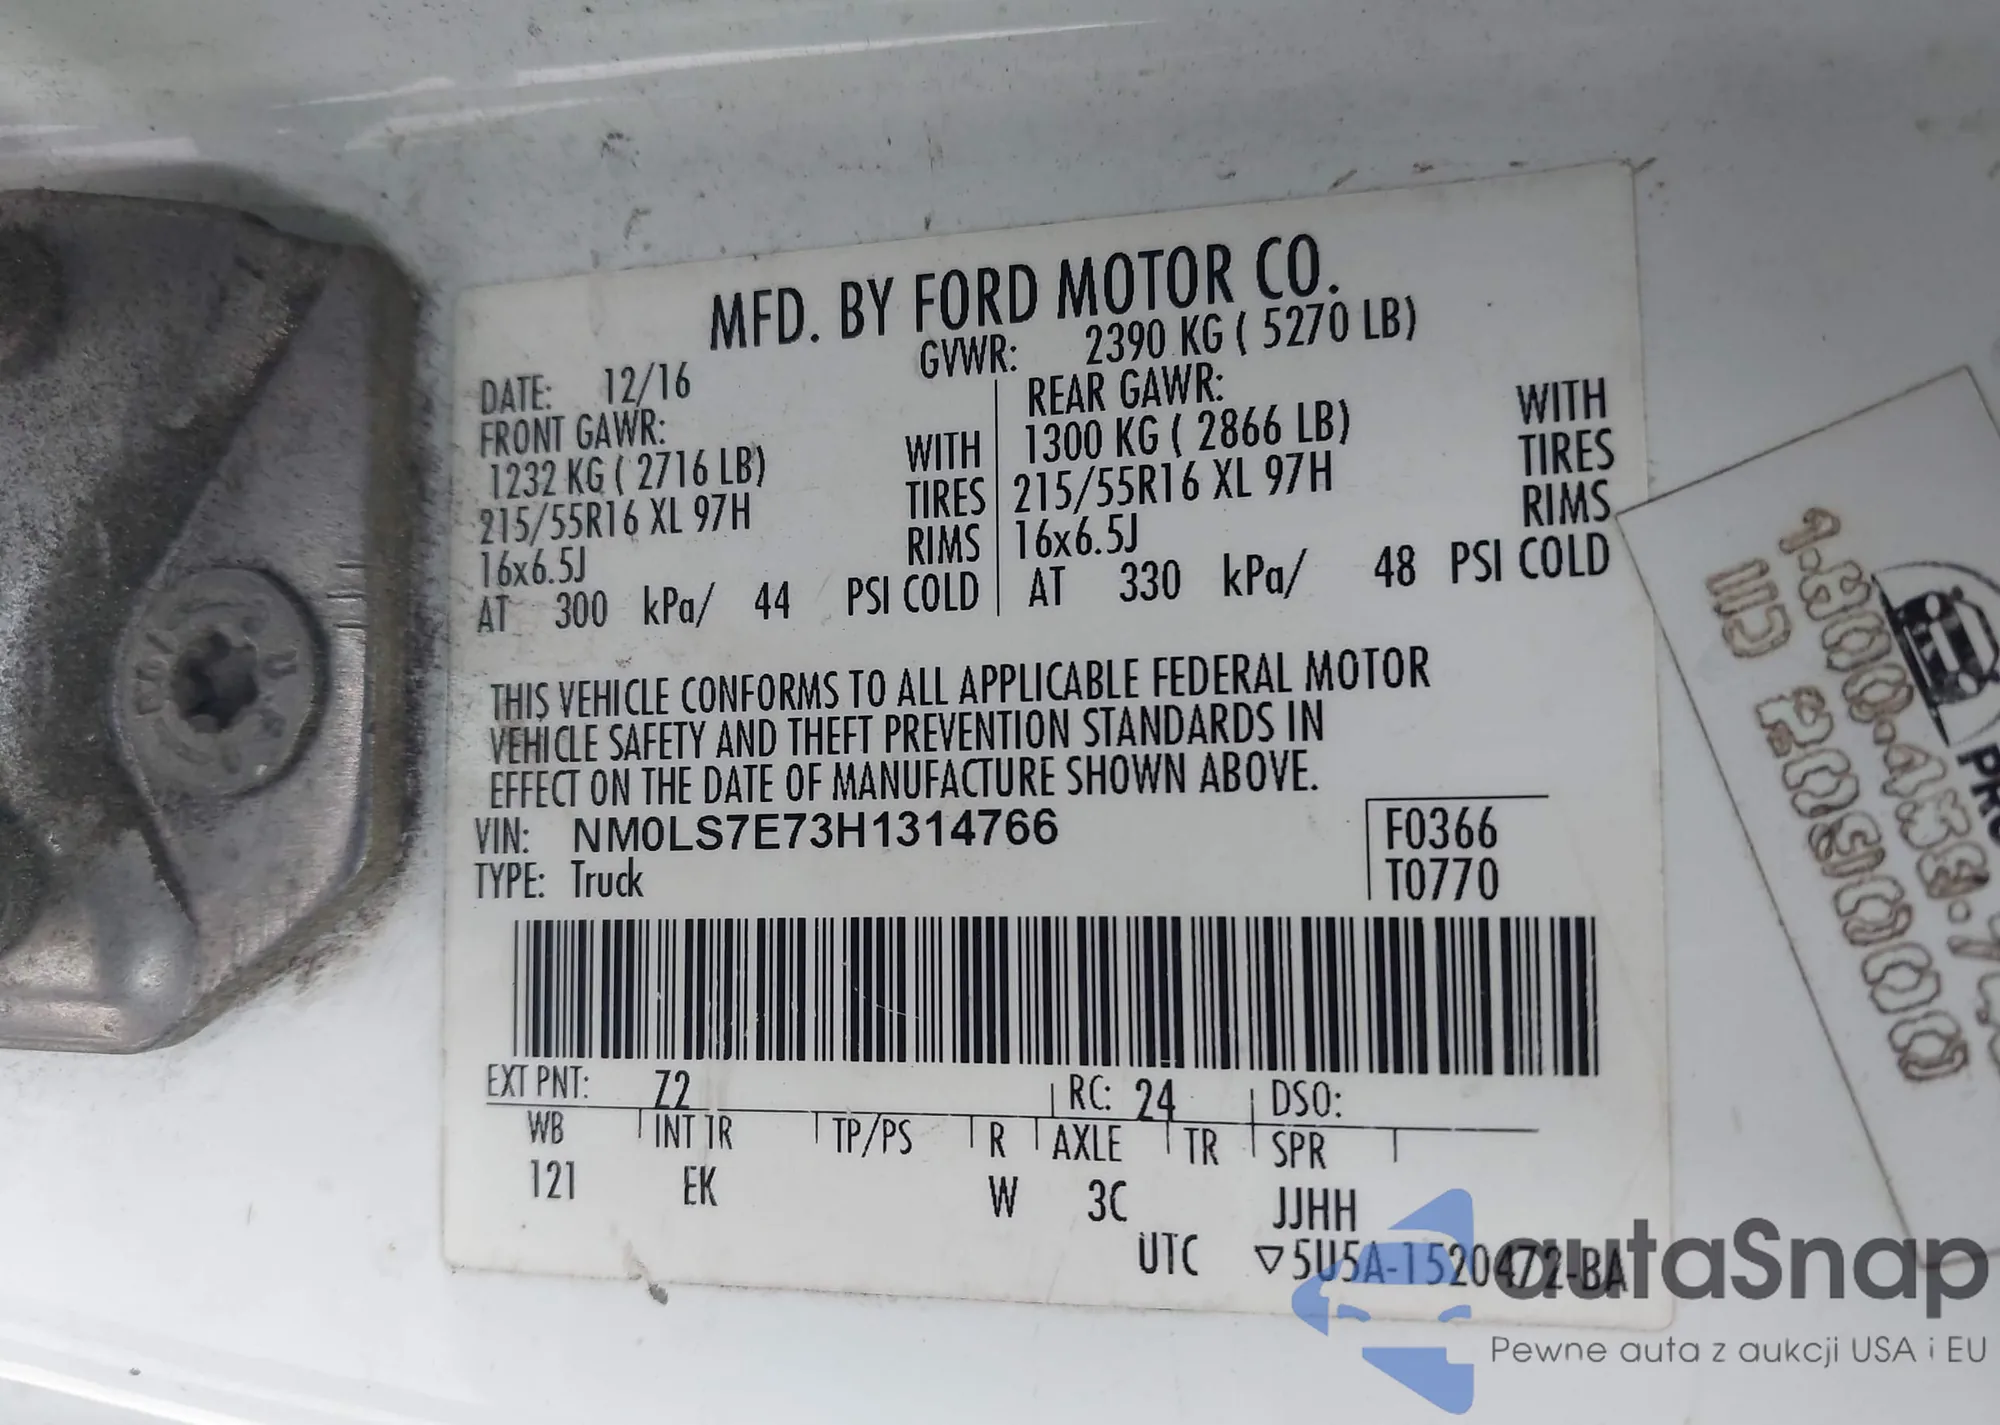 MFD. BY FORD MOTOR CO.
DATE: 12/16
GVWR: 2390 KG ( 5270 LB)
FRONT GAWR:
1232 KG ( 2716 LB)
WITH
215/55R16 XL 97H
TIRES
16x6.5J
RIMS
AT 300 kPa/ 44 PSI COLD
REAR GAWR:
1300 KG ( 2866 LB)
WITH
215/55R16 XL 97H
TIRES
16x6.5J
RIMS
AT 330 kPa/ 48 PSI COLD
THIS VEHICLE CONFORMS TO ALL APPLICABLE FEDERAL MOTOR
VEHICLE SAFETY AND THEFT PREVENTION STANDARDS IN
EFFECT ON THE DATE OF MANUFACTURE SHOWN ABOVE.
VIN: NM0LS7E73H1314766
TYPE: Truck
F0366
T0770
EXT PNT: Z2 RC: 24 DSO:
WB INT TR TP/PS R AXLE TR SPR
121 EK W 3C JJHH
UTC ▽5U5A-1520472-BA
autaSnap
Pewne auta z aukcji USA i EU